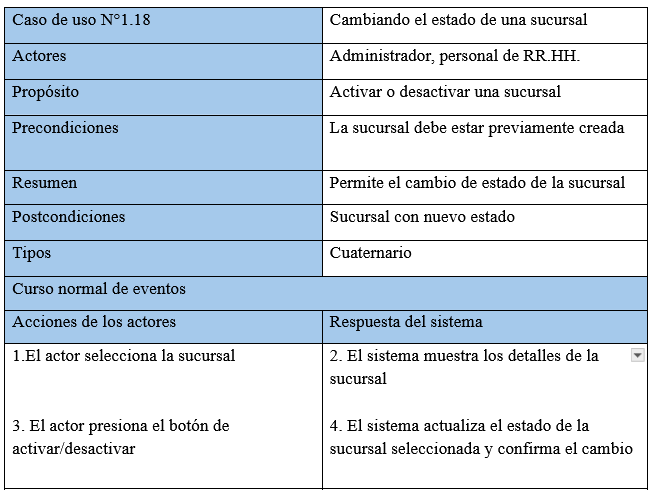 Caso de uso N°1.18
Cambiando el estado de una sucursal
Actores
Administrador, personal de RR.HH.
Propósito
Activar o desactivar una sucursal
Precondiciones
La sucursal debe estar previamente creada
Resumen
Permite el cambio de estado de la sucursal
Postcondiciones
Sucursal con nuevo estado
Tipos
Cuaternario
Curso normal de eventos
Acciones de los actores
Respuesta del sistema
1.El actor selecciona la sucursal
2. El sistema muestra los detalles de la
sucursal
3. El actor presiona el botón de
activar/desactivar
4. El sistema actualiza el estado de la
sucursal seleccionada y confirma el cambio